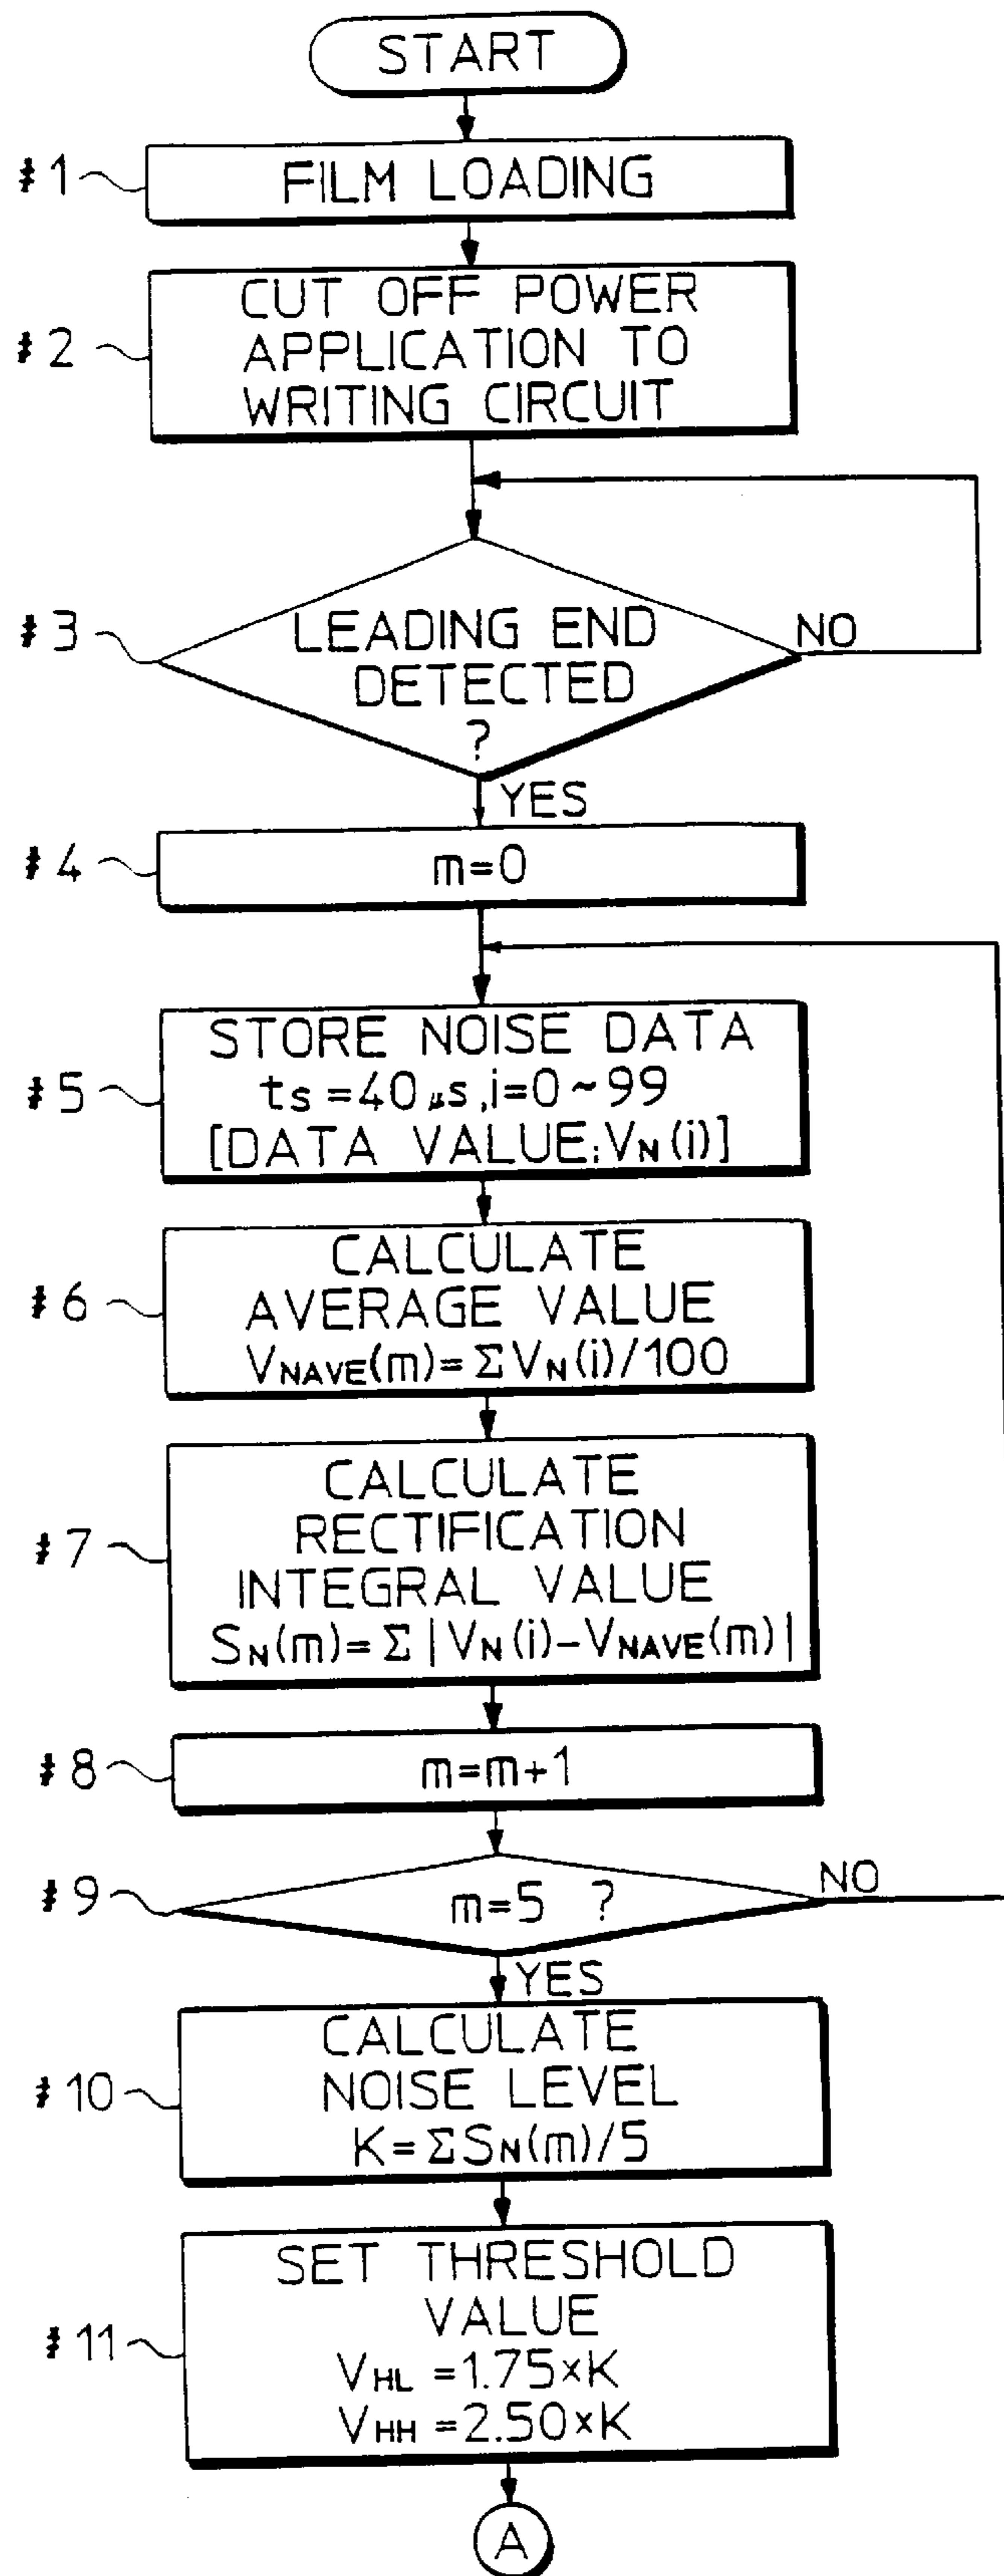 START
#1
FILM LOADING
#2
CUT OFF POWER
APPLICATION TO
WRITING CIRCUIT
#3
LEADING END
DETECTED
?
NO
YES
#4
m=0
#5
STORE NOISE DATA
ts=40μs,i=0~99
[DATA VALUE:VN(i)]
#6
CALCULATE
AVERAGE VALUE
VNAVE(m)=ΣVN(i)/100
#7
CALCULATE
RECTIFICATION
INTEGRAL VALUE
SN(m)=Σ|VN(i)-VNAVE(m)|
#8
m=m+1
#9
m=5 ?
NO
YES
#10
CALCULATE
NOISE LEVEL
K=ΣSN(m)/5
#11
SET THRESHOLD
VALUE
VHL=1.75×K
VHH=2.50×K
A